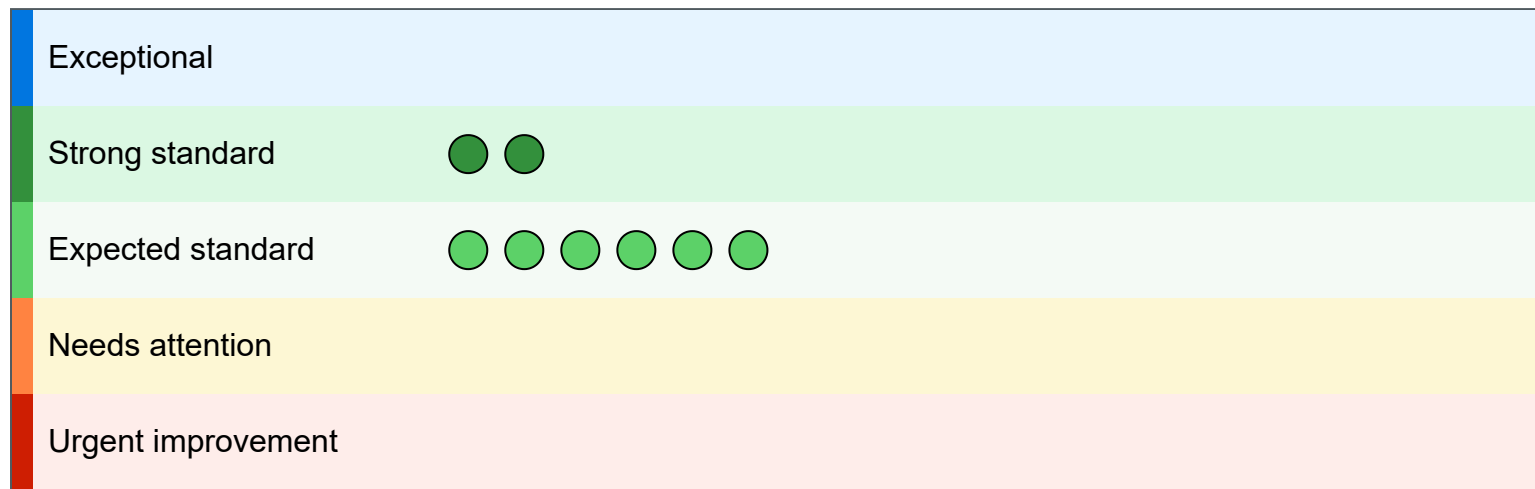 Exceptional
Strong standard
Expected standard
Needs attention
Urgent improvement